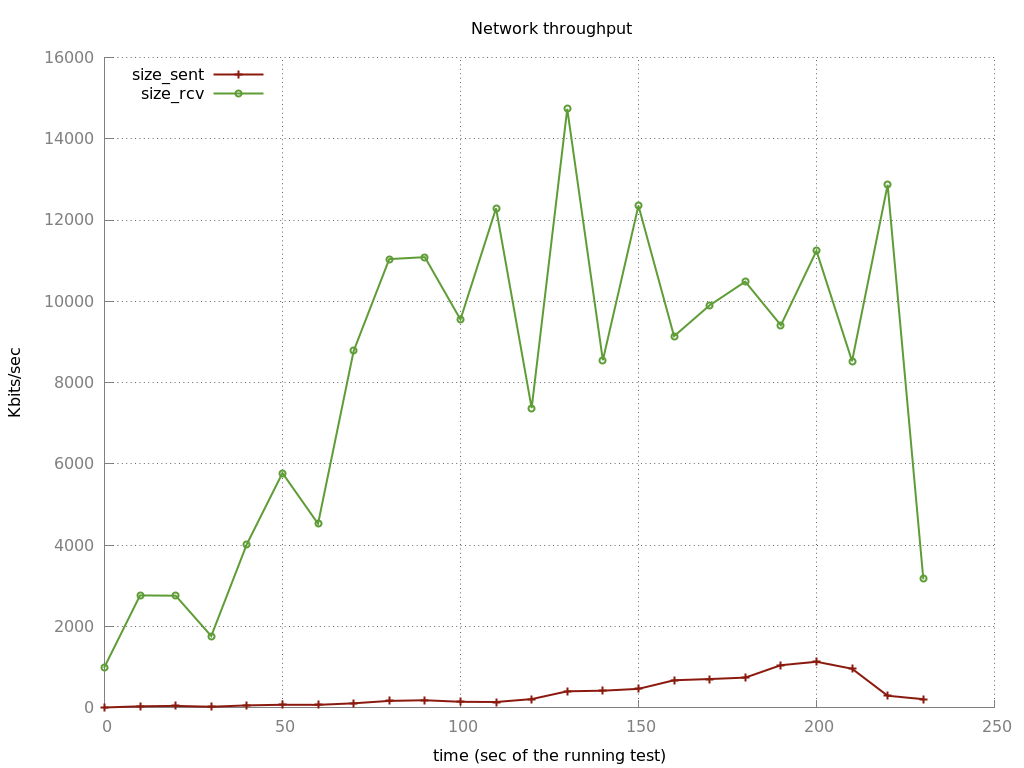 Network throughput
16000
14000
12000
10000
8000
6000
4000
2000
0
size_sent
size_rcv
Kbits/sec
0 50 100 150 200 250
time (sec of the running test)